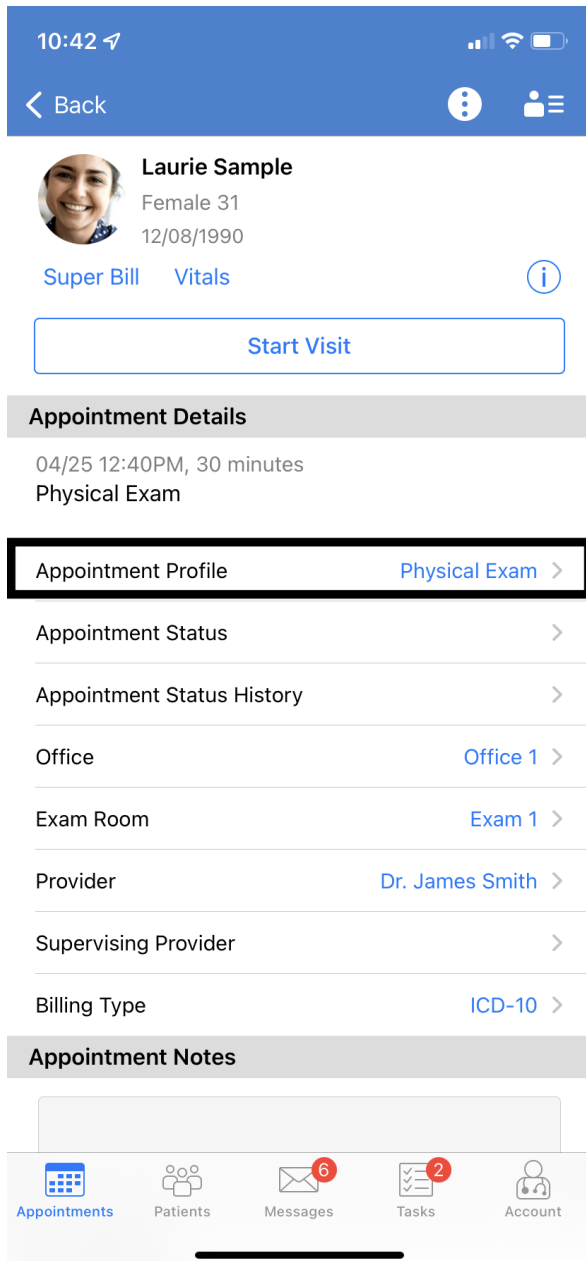 10:42
Back
Laurie Sample
Female 31
12/08/1990
Super Bill Vitals
i
Start Visit
Appointment Details
04/25 12:40PM, 30 minutes
Physical Exam
Appointment Profile Physical Exam
Appointment Status
Appointment Status History
Office Office 1
Exam Room Exam 1
Provider Dr. James Smith
Supervising Provider
Billing Type ICD-10
Appointment Notes
6 2
Appointments Patients Messages Tasks Account